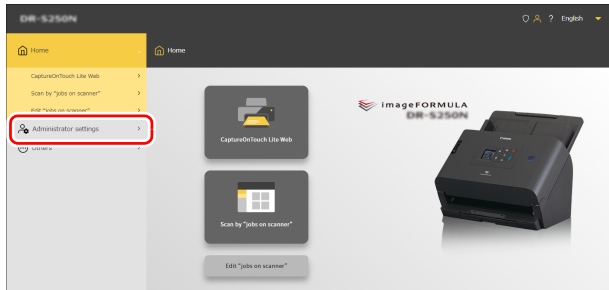 DR-S250N
? English
Home
Home
CaptureOnTouch Lite Web
Scan by "jobs on scanner"
Edit "jobs on scanner"
Administrator settings
Others
CaptureOnTouch Lite Web
Scan by "jobs on scanner"
Edit "jobs on scanner"
imageFORMULA
DR-S250N
Canon